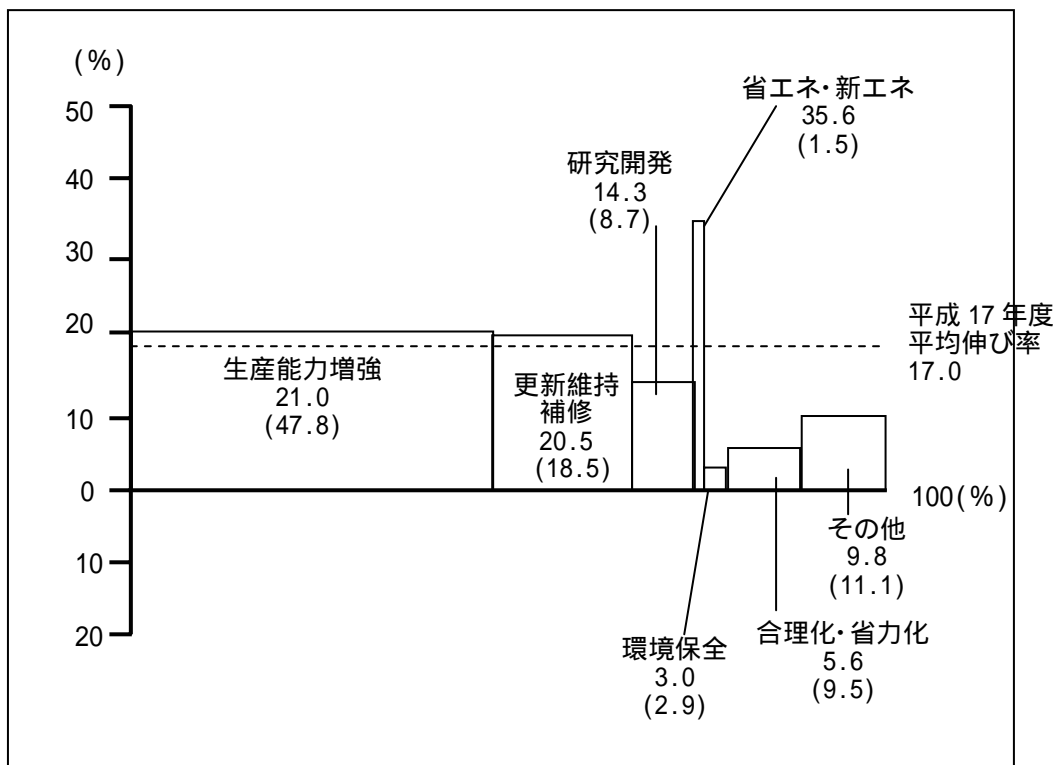 (%)
50
40
30
20
10
0
10
20
省エネ・新エネ
35.6
(1.5)
研究開発
14.3
(8.7)
平成 17 年度
平均伸び率
17.0
生産能力増強
21.0
(47.8)
更新維持
補修
20.5
(18.5)
100(%)
その他
9.8
(11.1)
環境保全
3.0
(2.9)
合理化・省力化
5.6
(9.5)